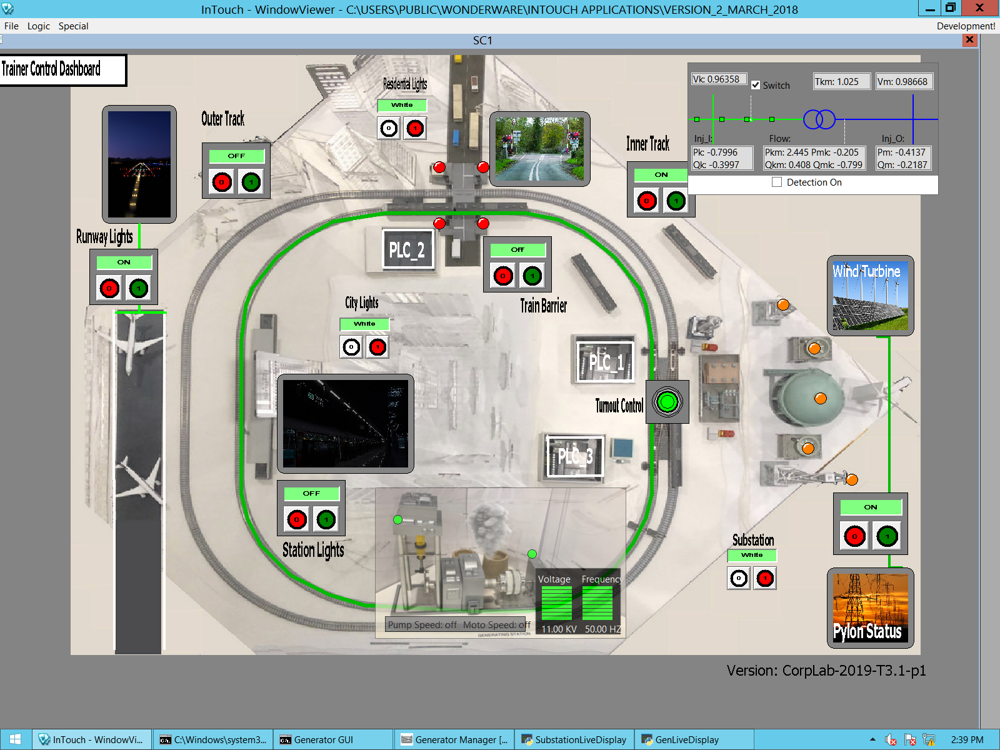 InTouch - WindowViewer - C:\USERS\PUBLIC\WONDERWARE\INTOUCH APPLICATIONS\VERSION_2_MARCH_2018
File Logic Special
Development!
SC1
Trainer Control Dashboard
Residential Lights
White
0 1
Outer Track
OFF
0 1
Inner Track
ON
0 1
Vk: 0.96358
Switch
Tkm: 1.025
Vm: 0.98668
Inj_I:
Flow:
Inj_O:
Pk: -0.7996
Qk: -0.3997
Pkm: 2.445 Pmk: -0.205
Qkm: 0.408 Qmk: -0.799
Pm: -0.4137
Qm: -0.2187
Detection On
Runway Lights
ON
0 1
PLC_2
Off
0 1
Train Barrier
Wind Turbine
City Lights
White
0 1
PLC_1
Turnout Control
PLC_3
OFF
0 1
Station Lights
ON
0 1
Substation
White
0 1
Voltage Frequency
11.00 KV 50.00 HZ
Pump Speed: off Moto Speed: off
GENERATING STATION
Pylon Status
Version: CorpLab-2019-T3.1-p1
InTouch - WindowVi...
C:\Windows\system3...
Generator GUI
Generator Manager [...
SubstationLiveDisplay
GenLiveDisplay
2:39 PM